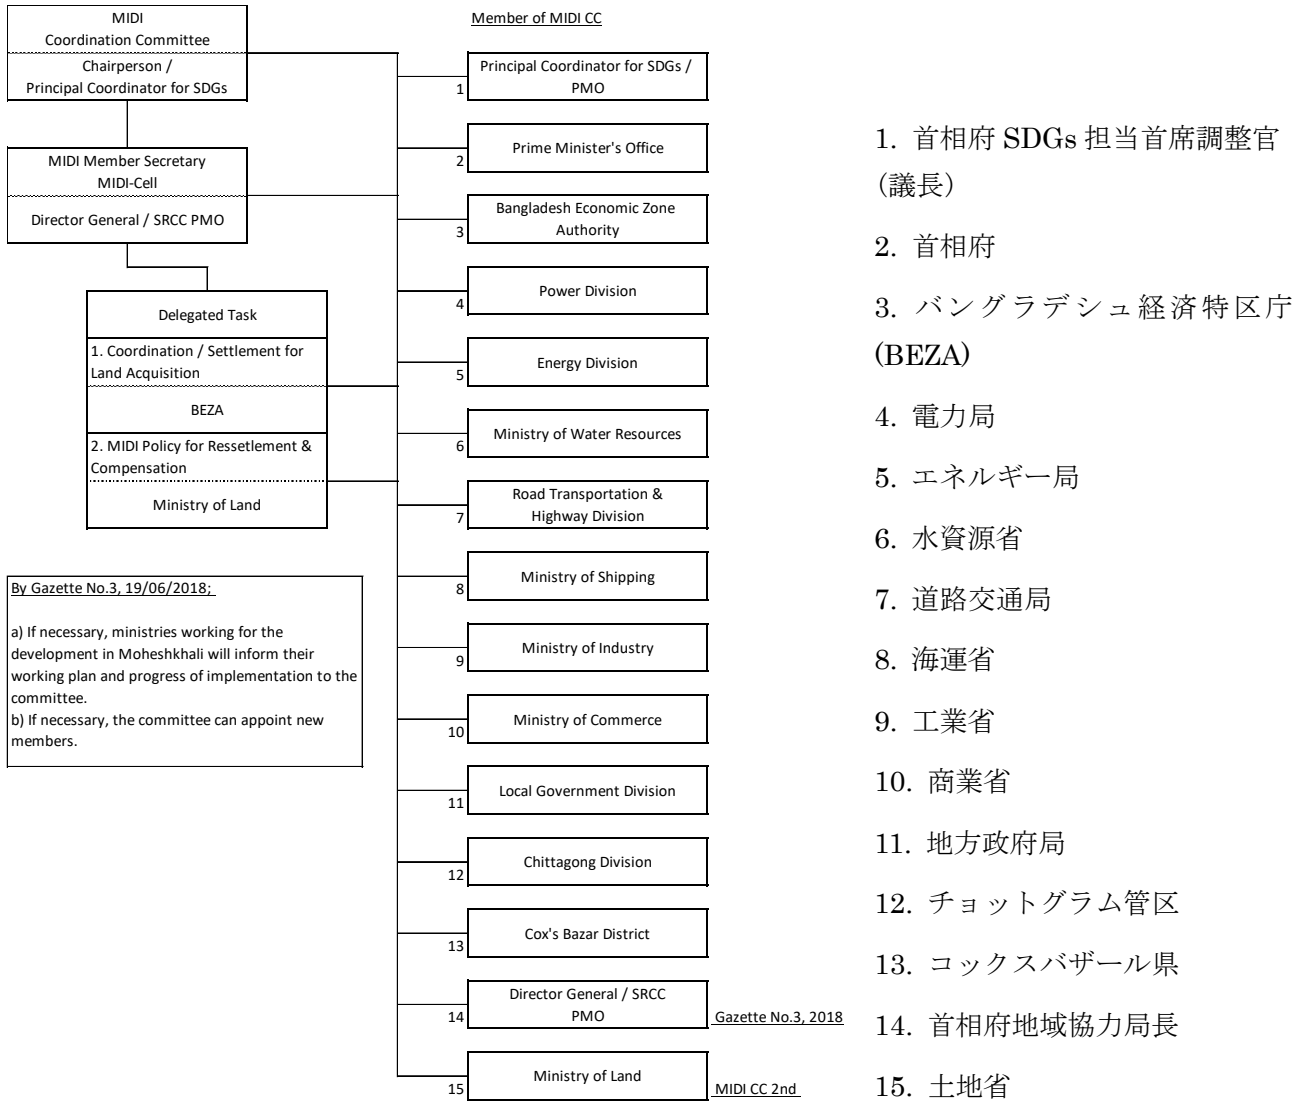 MIDI
Coordination Committee
Chairperson /
Principal Coordinator for SDGs
MIDI Member Secretary
MIDI-Cell
Director General / SRCC PMO
Delegated Task
1. Coordination / Settlement for
Land Acquisition
BEZA
2. MIDI Policy for Ressetlement &
Compensation
Ministry of Land
By Gazette No.3, 19/06/2018;
a) If necessary, ministries working for the
development in Moheshkhali will inform their
working plan and progress of implementation to the
committee.
b) If necessary, the committee can appoint new
members.
Member of MIDI CC
1
Principal Coordinator for SDGs /
PMO
2
Prime Minister's Office
3
Bangladesh Economic Zone
Authority
4
Power Division
5
Energy Division
6
Ministry of Water Resources
7
Road Transportation &
Highway Division
8
Ministry of Shipping
9
Ministry of Industry
10
Ministry of Commerce
11
Local Government Division
12
Chittagong Division
13
Cox's Bazar District
14
Director General / SRCC
PMO
Gazette No.3, 2018
15
Ministry of Land
MIDI CC 2nd
1. 首相府 SDGs 担当首席調整官
(議長)
2. 首相府
3. バングラデシュ経済特区庁
(BEZA)
4. 電力局
5. エネルギー局
6. 水資源省
7. 道路交通局
8. 海運省
9. 工業省
10. 商業省
11. 地方政府局
12. チョットグラム管区
13. コックスバザール県
14. 首相府地域協力局長
15. 土地省